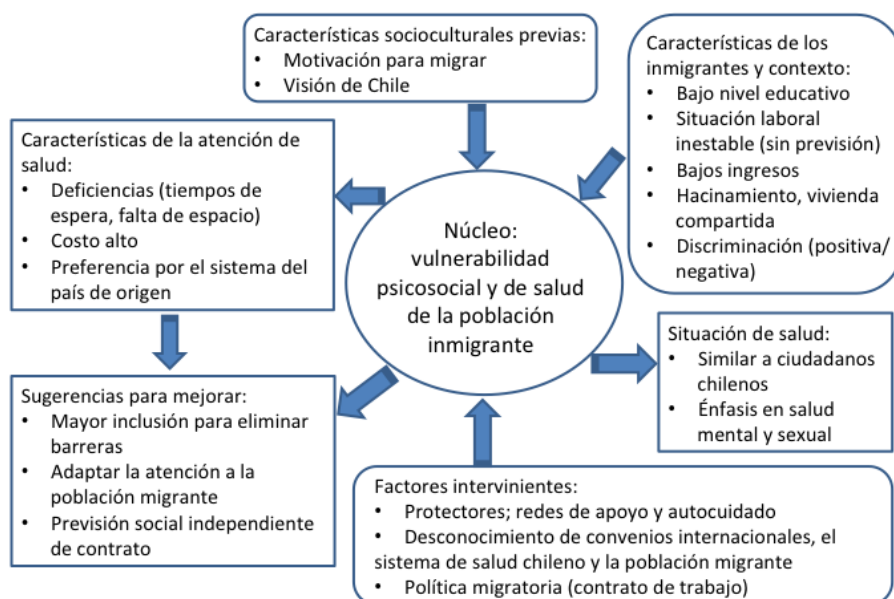 Características socioculturales previas:
• Motivación para migrar
• Visión de Chile
Características de los
inmigrantes y contexto:
• Bajo nivel educativo
• Situación laboral
inestable (sin previsión)
• Bajos ingresos
• Hacinamiento, vivienda
compartida
• Discriminación (positiva/
negativa)
Características de la atención de
salud:
• Deficiencias (tiempos de
espera, falta de espacio)
• Costo alto
• Preferencia por el sistema del
país de origen
Núcleo:
vulnerabilidad
psicosocial y de salud
de la población
inmigrante
Situación de salud:
• Similar a ciudadanos
chilenos
• Énfasis en salud
mental y sexual
Sugerencias para mejorar:
• Mayor inclusión para eliminar
barreras
• Adaptar la atención a la
población migrante
• Previsión social independiente
de contrato
Factores intervinientes:
• Protectores; redes de apoyo y autocuidado
• Desconocimiento de convenios internacionales, el
sistema de salud chileno y la población migrante
• Política migratoria (contrato de trabajo)